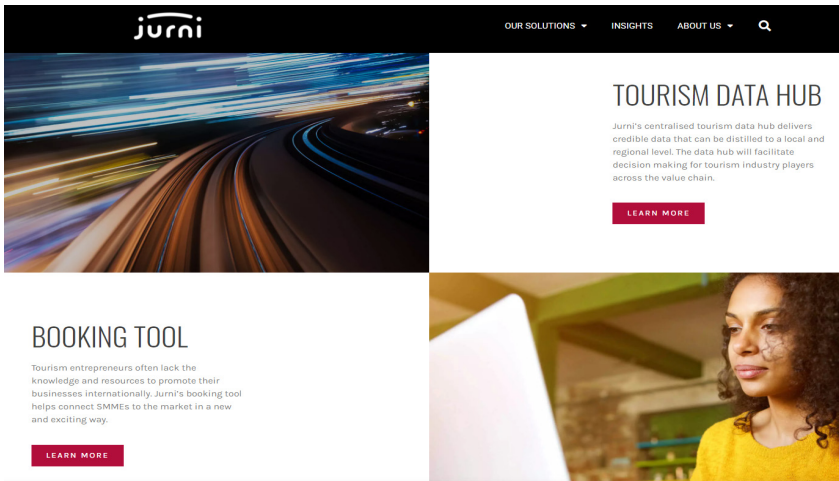 jurni
OUR SOLUTIONS
INSIGHTS
ABOUT US
TOURISM DATA HUB
Jurni's centralised tourism data hub delivers
credible data that can be distilled to a local and
regional level. The data hub will facilitate
decision making for tourism industry players
across the value chain.
LEARN MORE
BOOKING TOOL
Tourism entrepreneurs often lack the
knowledge and resources to promote their
businesses internationally. Jurni's booking tool
helps connect SMMEs to the market in a new
and exciting way.
LEARN MORE